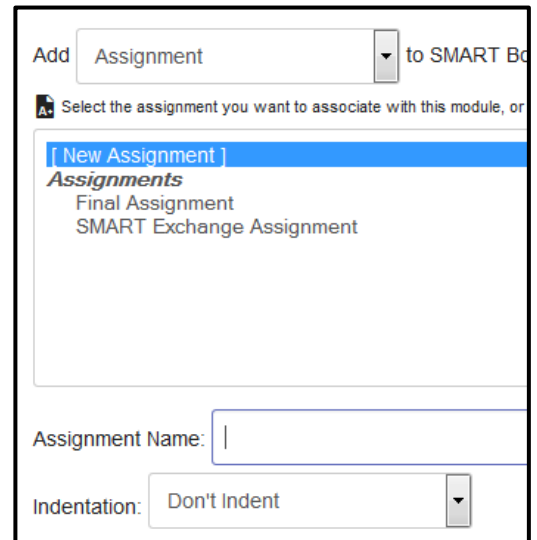 Add Assignment to SMART Bo
A+ Select the assignment you want to associate with this module, or
[ New Assignment ]
Assignments
Final Assignment
SMART Exchange Assignment
Assignment Name:
Indentation: Don't Indent